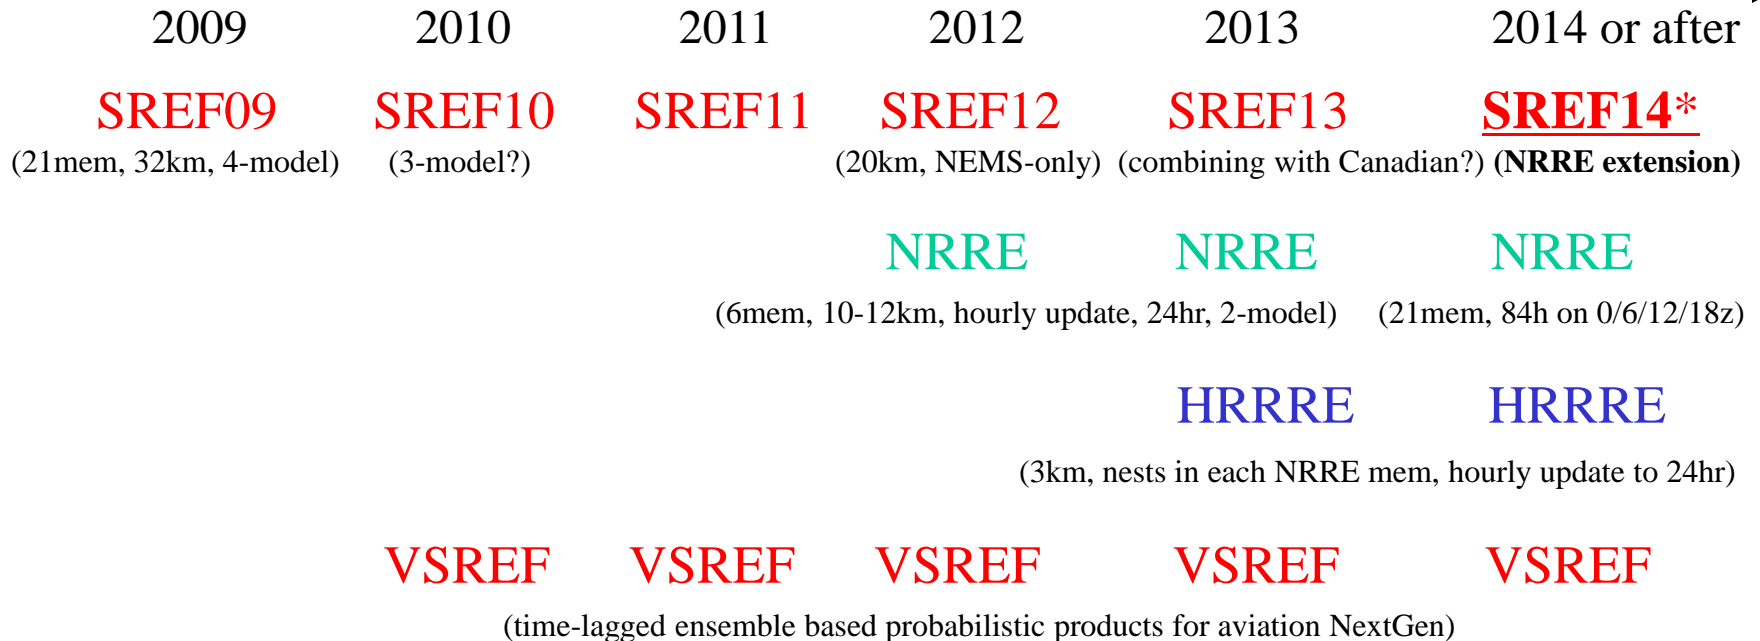 2009 2010 2011 2012 2013 2014 or after
SREF09 SREF10 SREF11 SREF12 SREF13 SREF14*
(21mem, 32km, 4-model) (3-model?) (20km, NEMS-only) (combining with Canadian?) (NRRE extension)
NRRE NRRE NRRE
(6mem, 10-12km, hourly update, 24hr, 2-model) (21mem, 84h on 0/6/12/18z)
HRRRE HRRRE
(3km, nests in each NRRE mem, hourly update to 24hr)
VSREF VSREF VSREF VSREF VSREF
(time-lagged ensemble based probabilistic products for aviation NextGen)